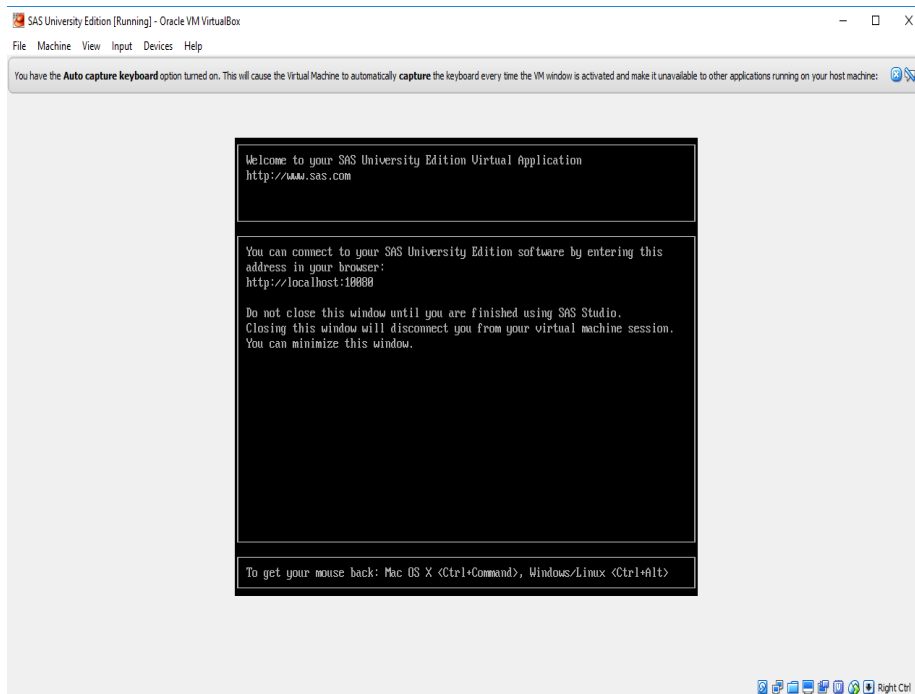 SAS University Edition [Running] - Oracle VM VirtualBox
File Machine View Input Devices Help
You have the Auto capture keyboard option turned on. This will cause the Virtual Machine to automatically capture the keyboard every time the VM window is activated and make it unavailable to other applications running on your host machine:
Welcome to your SAS University Edition Virtual Application
http://www.sas.com
You can connect to your SAS University Edition software by entering this
address in your browser:
http://localhost:10080
Do not close this window until you are finished using SAS Studio.
Closing this window will disconnect you from your virtual machine session.
You can minimize this window.
To get your mouse back: Mac OS X <Ctrl+Command>, Windows/Linux <Ctrl+Alt>
Right Ctrl